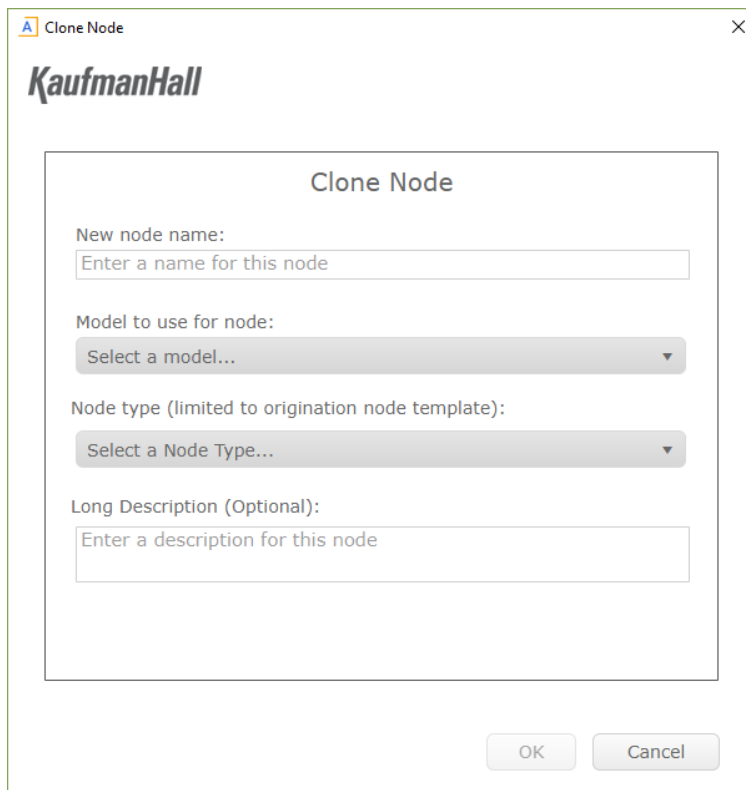 A Clone Node
KaufmanHall
Clone Node
New node name:
Enter a name for this node
Model to use for node:
Select a model...
Node type (limited to origination node template):
Select a Node Type...
Long Description (Optional):
Enter a description for this node
OK Cancel